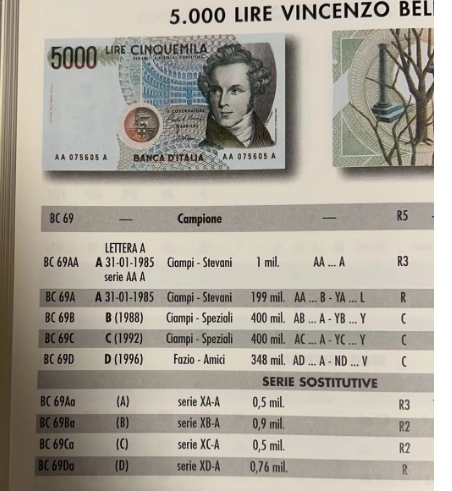 5.000 LIRE VINCENZO BEL
5000 LIRE CINQUEMILA
AA 075605 A BANCA D'ITALIA AA 075605 A
BC 69 — Campione — R5
LETTERA A
BC 69AA A 31-01-1985 Ciampi - Stevani 1 mil. AA ... A R3
serie AA A
BC 69A A 31-01-1985 Ciampi - Stevani 199 mil. AA ... B - YA ... L R
BC 69B B (1988) Ciampi - Speziali 400 mil. AB ... A - YB ... Y C
BC 69C C (1992) Ciampi - Speziali 400 mil. AC ... A - YC ... Y C
BC 69D D (1996) Fazio - Amici 348 mil. AD ... A - ND ... V C
SERIE SOSTITUTIVE
BC 69Aa (A) serie XA-A 0,5 mil. R3
BC 69Ba (B) serie XB-A 0,9 mil. R2
BC 69Ca (C) serie XC-A 0,5 mil. R2
BC 69Da (D) serie XD-A 0,76 mil. R